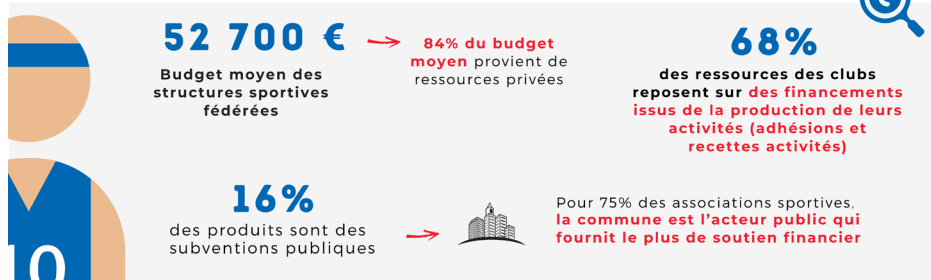 52 700 €
Budget moyen des
structures sportives
fédérées
84% du budget
moyen provient de
ressources privées
68%
des ressources des clubs
reposent sur des financements
issus de la production de leurs
activités (adhésions et
recettes activités)
16%
des produits sont des
subventions publiques
Pour 75% des associations sportives,
la commune est l’acteur public qui
fournit le plus de soutien financier
10